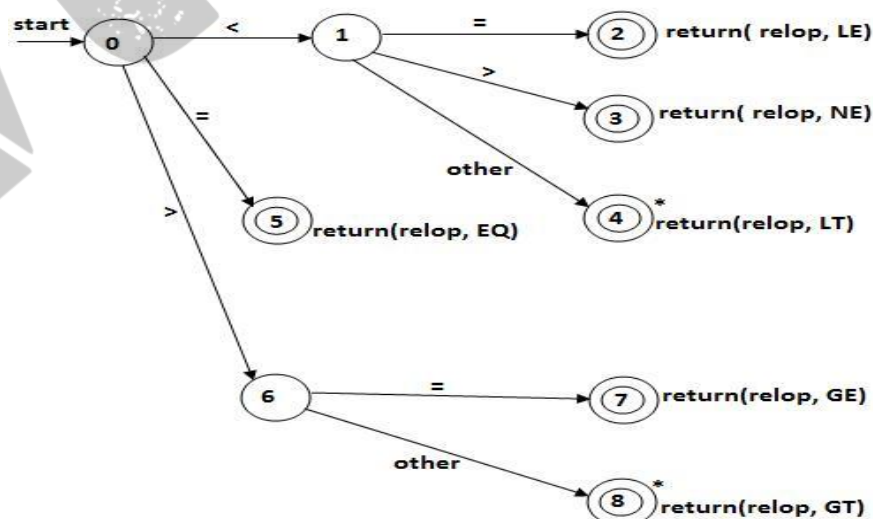 start
0
<
1
=
2
return( relop, LE)
>
3
return( relop, NE)
other
4
*
return(relop, LT)
=
5
return(relop, EQ)
>
6
=
7
return(relop, GE)
other
8
*
return(relop, GT)